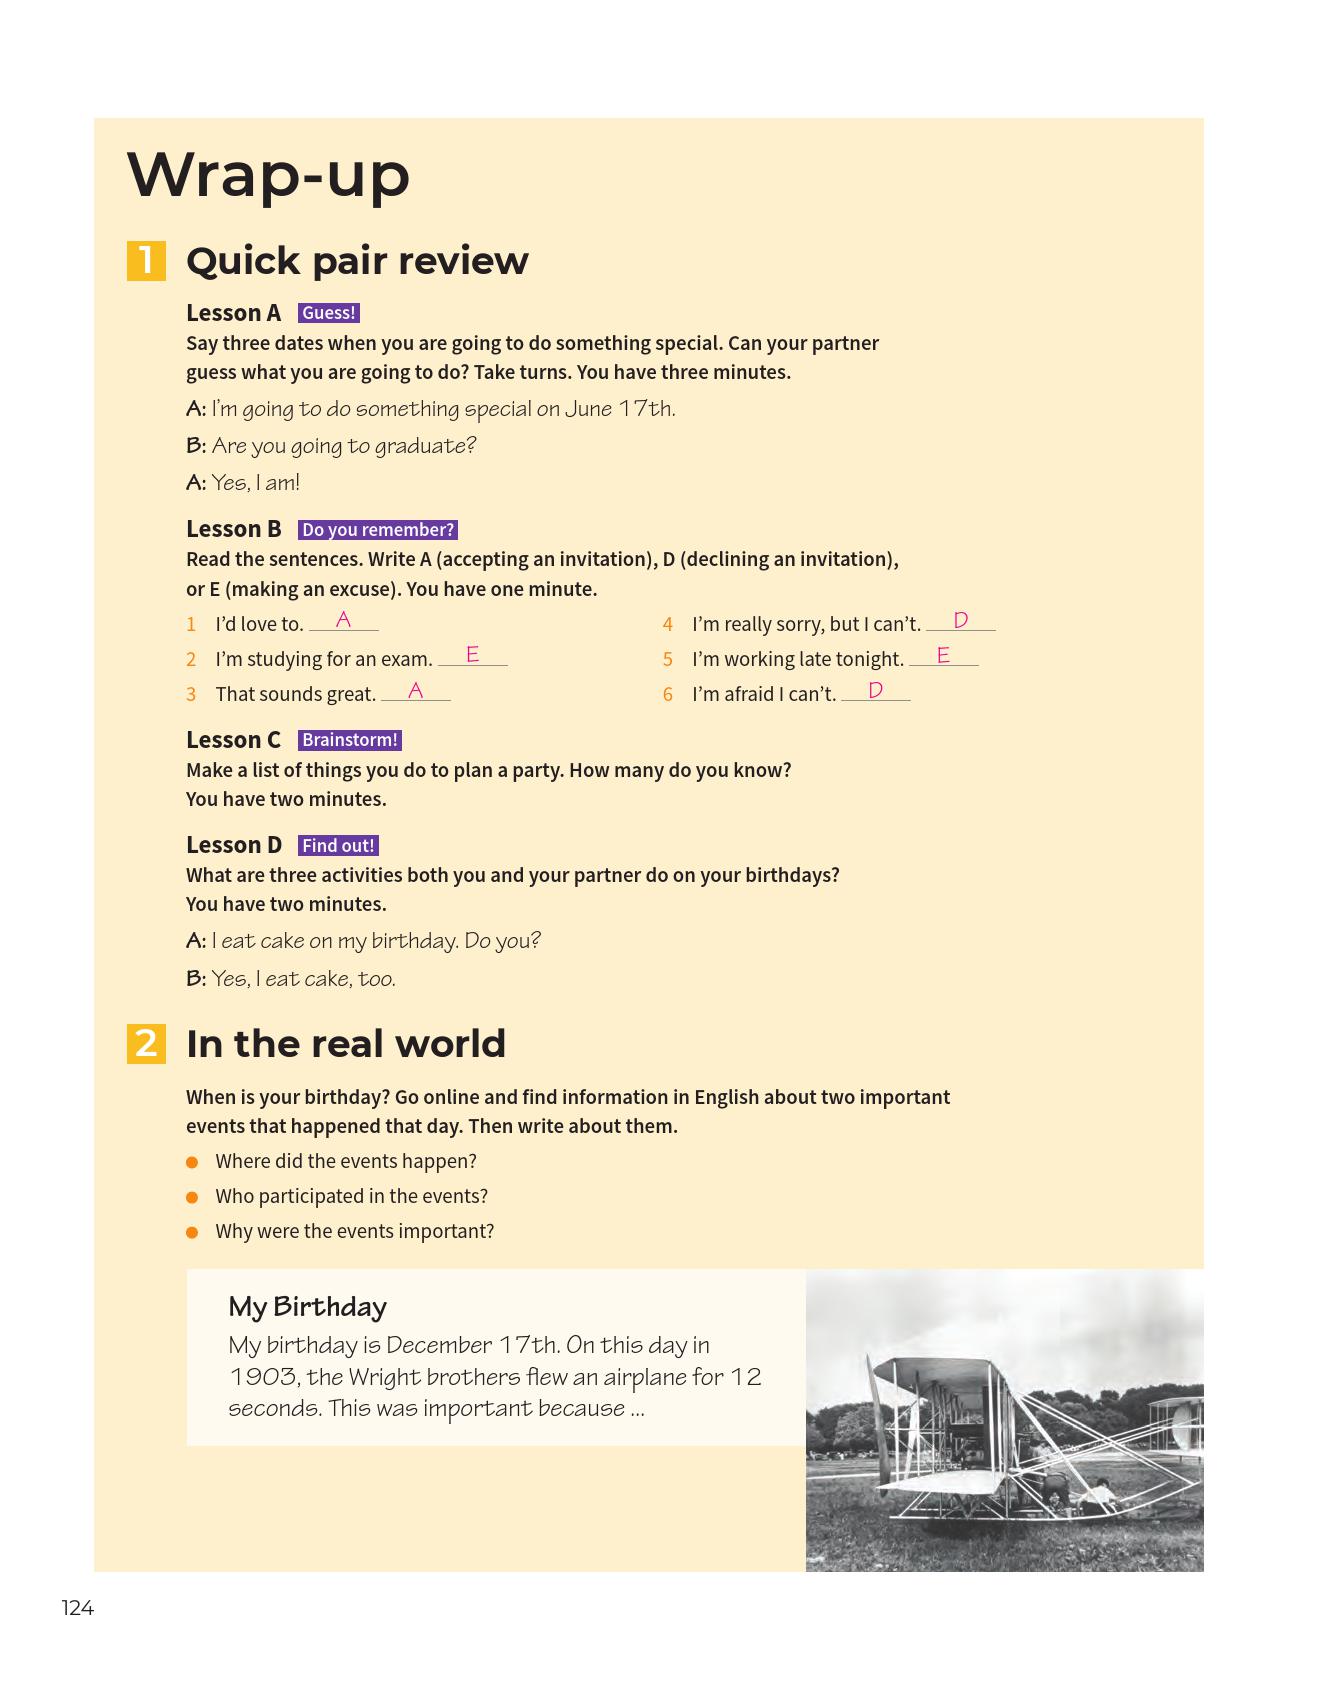 Wrap-up
1 Quick pair review
Lesson A Guess!
Say three dates when you are going to do something special. Can your partner
guess what you are going to do? Take turns. You have three minutes.
A: I'm going to do something special on June 17th.
B: Are you going to graduate?
A: Yes, I am!
Lesson B Do you remember?
Read the sentences. Write A (accepting an invitation), D (declining an invitation),
or E (making an excuse). You have one minute.
1 I'd love to. A
2 I'm studying for an exam. E
3 That sounds great. A
4 I'm really sorry, but I can't. D
5 I'm working late tonight. E
6 I'm afraid I can't. D
Lesson C Brainstorm!
Make a list of things you do to plan a party. How many do you know?
You have two minutes.
Lesson D Find out!
What are three activities both you and your partner do on your birthdays?
You have two minutes.
A: I eat cake on my birthday. Do you?
B: Yes, I eat cake, too.
2 In the real world
When is your birthday? Go online and find information in English about two important
events that happened that day. Then write about them.
● Where did the events happen?
● Who participated in the events?
● Why were the events important?
My Birthday
My birthday is December 17th. On this day in
1903, the Wright brothers flew an airplane for 12
seconds. This was important because ...
124